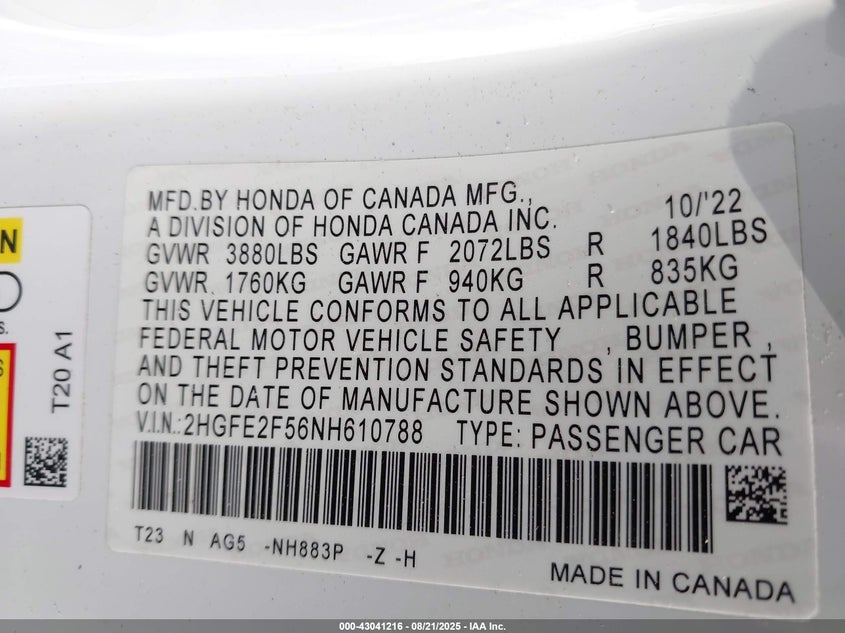 MFD.BY HONDA OF CANADA MFG.,
A DIVISION OF HONDA CANADA INC. 10/'22
GVWR 3880LBS GAWR F 2072LBS R 1840LBS
GVWR 1760KG GAWR F 940KG R 835KG
THIS VEHICLE CONFORMS TO ALL APPLICABLE
FEDERAL MOTOR VEHICLE SAFETY , BUMPER ,
AND THEFT PREVENTION STANDARDS IN EFFECT
ON THE DATE OF MANUFACTURE SHOWN ABOVE.
V.I.N.:2HGFE2F56NH610788 TYPE: PASSENGER CAR
T23 N AG5 -NH883P -Z -H
MADE IN CANADA
T20 A1
000-43041216 - 08/21/2025 - IAA Inc.